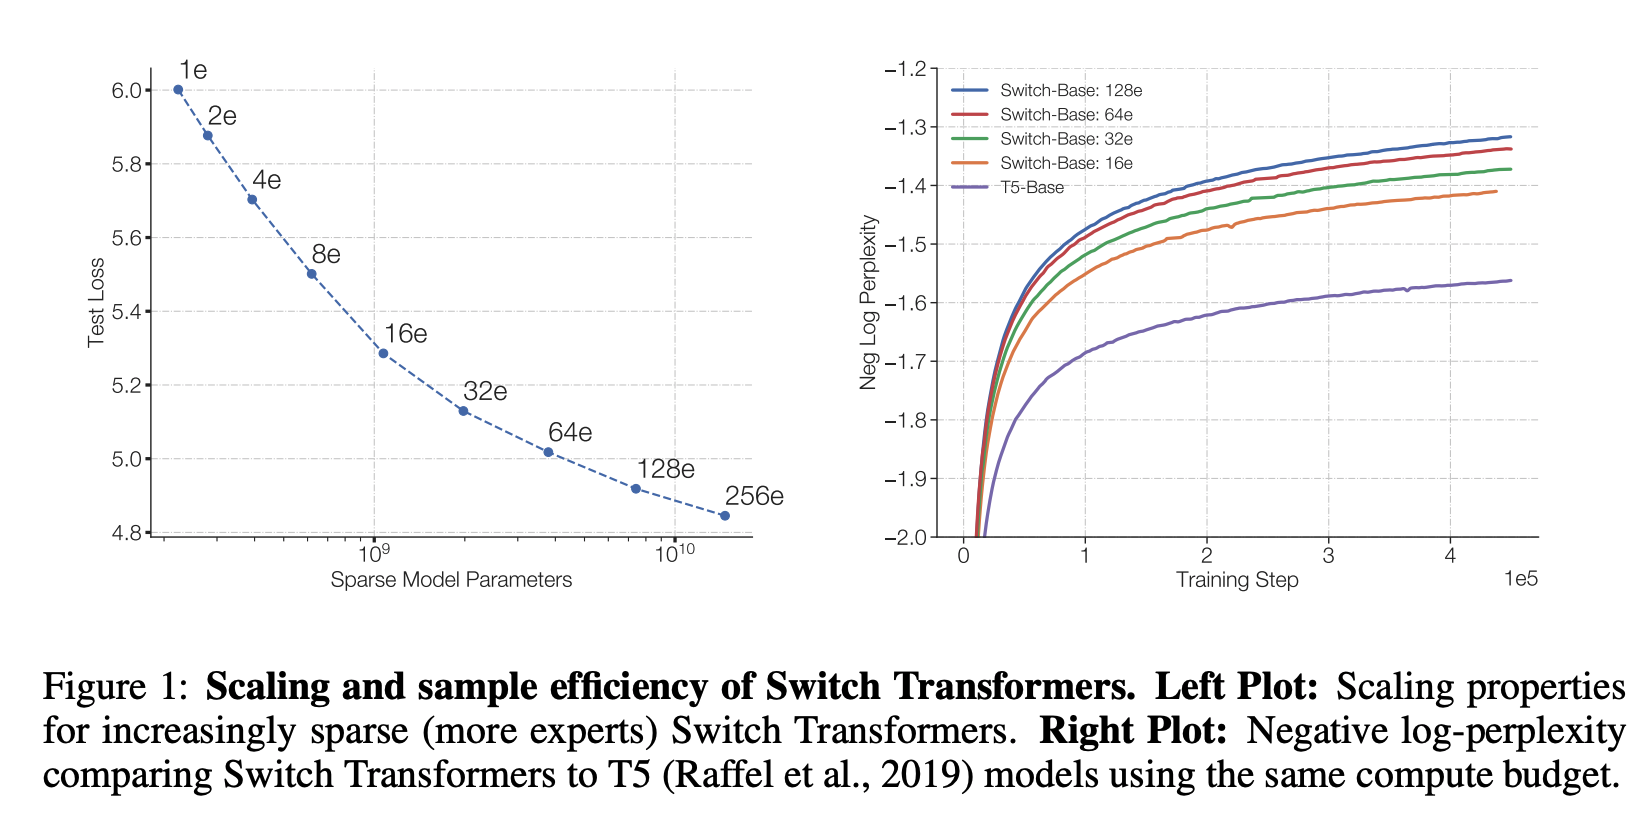 1e
2e
4e
8e
16e
32e
64e
128e
256e
6.0
5.8
5.6
5.4
5.2
5.0
4.8
Test Loss
10⁹
10¹⁰
Sparse Model Parameters
−1.2
−1.3
−1.4
−1.5
−1.6
−1.7
−1.8
−1.9
−2.0
Neg Log Perplexity
Switch-Base: 128e
Switch-Base: 64e
Switch-Base: 32e
Switch-Base: 16e
T5-Base
0
1
2
3
4
1e5
Training Step
Figure 1: Scaling and sample efficiency of Switch Transformers. Left Plot: Scaling properties
for increasingly sparse (more experts) Switch Transformers. Right Plot: Negative log-perplexity
comparing Switch Transformers to T5 (Raffel et al., 2019) models using the same compute budget.